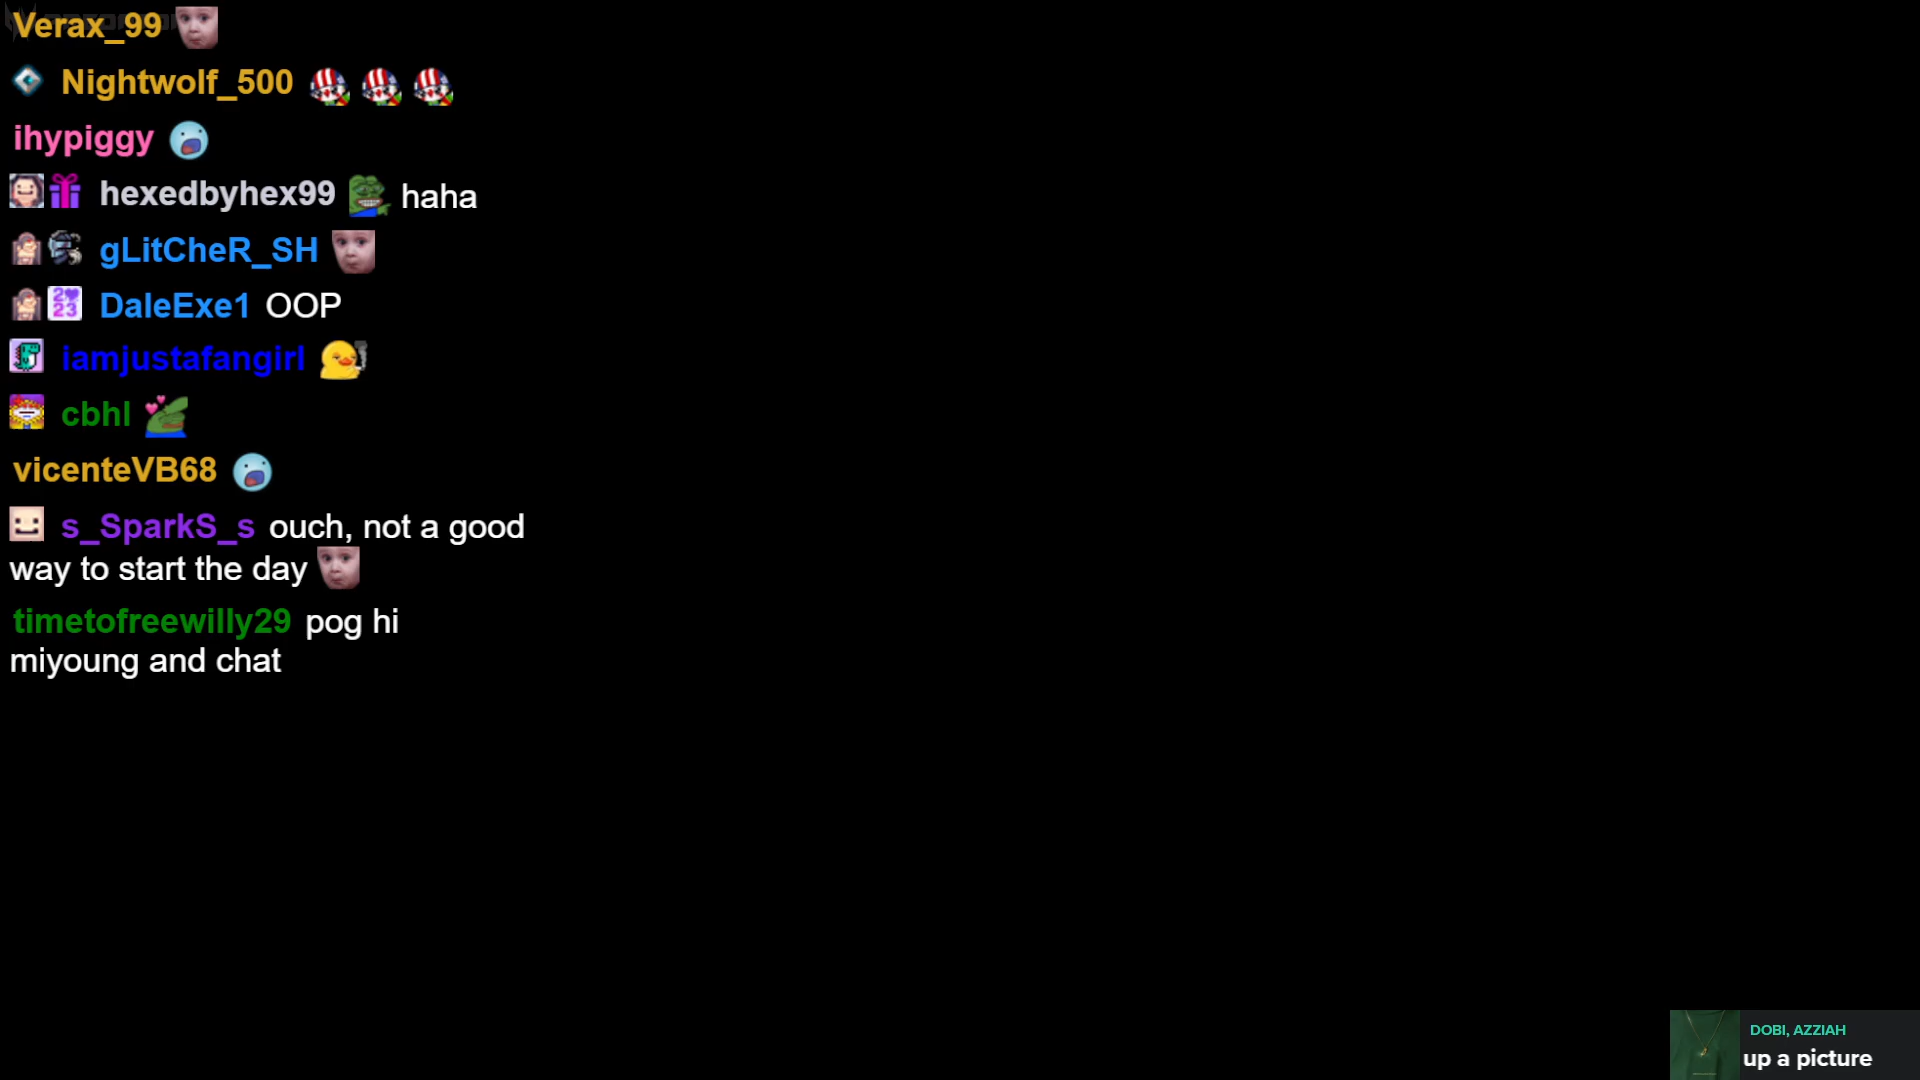 Verax_99
Nightwolf_500
ihypiggy
hexedbyhex99 haha
gLitCheR_SH
DaleExe1 OOP
iamjustafangirl
cbhl
vicenteVB68
s_SparkS_s ouch, not a good
way to start the day
timetofreewilly29 pog hi
miyoung and chat
DOBI, AZZIAH
up a picture